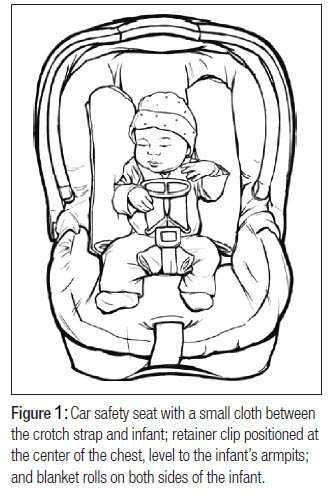 Figure 1: Car safety seat with a small cloth between
the crotch strap and infant; retainer clip positioned at
the center of the chest, level to the infant's armpits;
and blanket rolls on both sides of the infant.